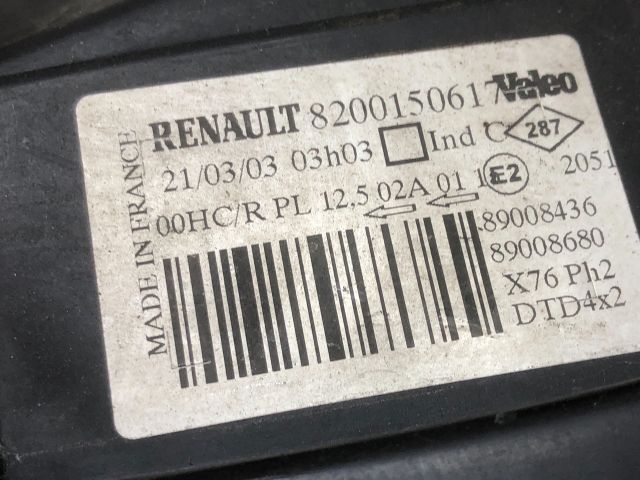 MADE IN FRANCE
RENAULT 8200150617 Valeo
21/03/03 03h03 Ind C 287
00HC/R PL 12.5 02A 01 E2 2051
89008436
89008680
X76 Ph2
DTD4x2